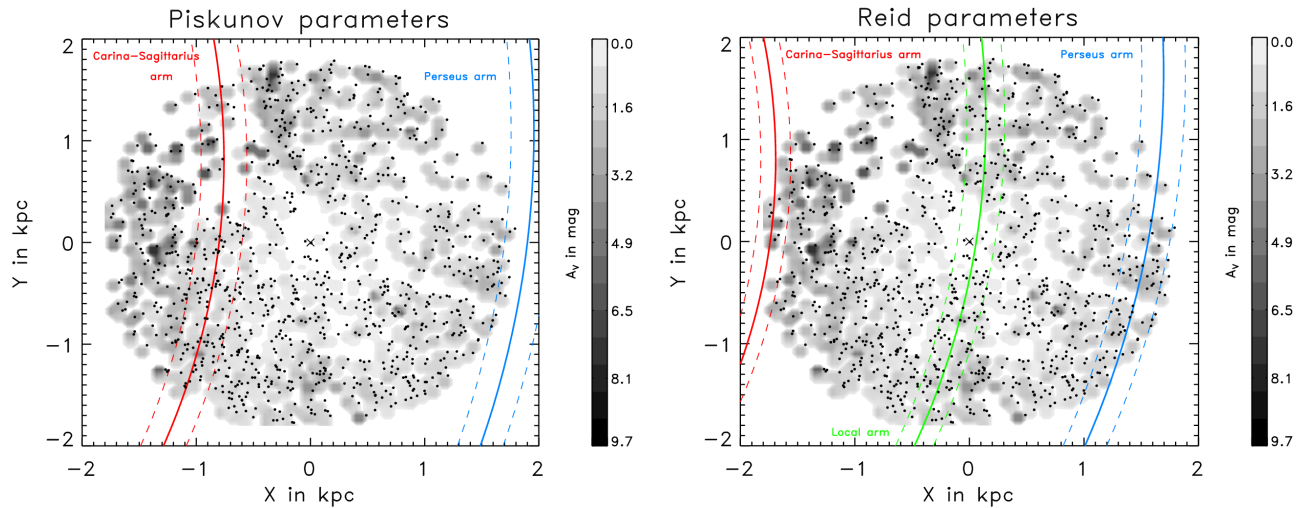 Piskunov parameters
Carina–Sagittarius
arm
Perseus arm
2
1
0
−1
−2
Y in kpc
−2
−1
0
1
2
X in kpc
0.0
1.6
3.2
4.9
6.5
8.1
9.7
Av in mag
Reid parameters
Carina–Sagittarius arm
Perseus arm
Local arm
2
1
0
−1
−2
Y in kpc
−2
−1
0
1
2
X in kpc
0.0
1.6
3.2
4.9
6.5
8.1
9.7
Av in mag